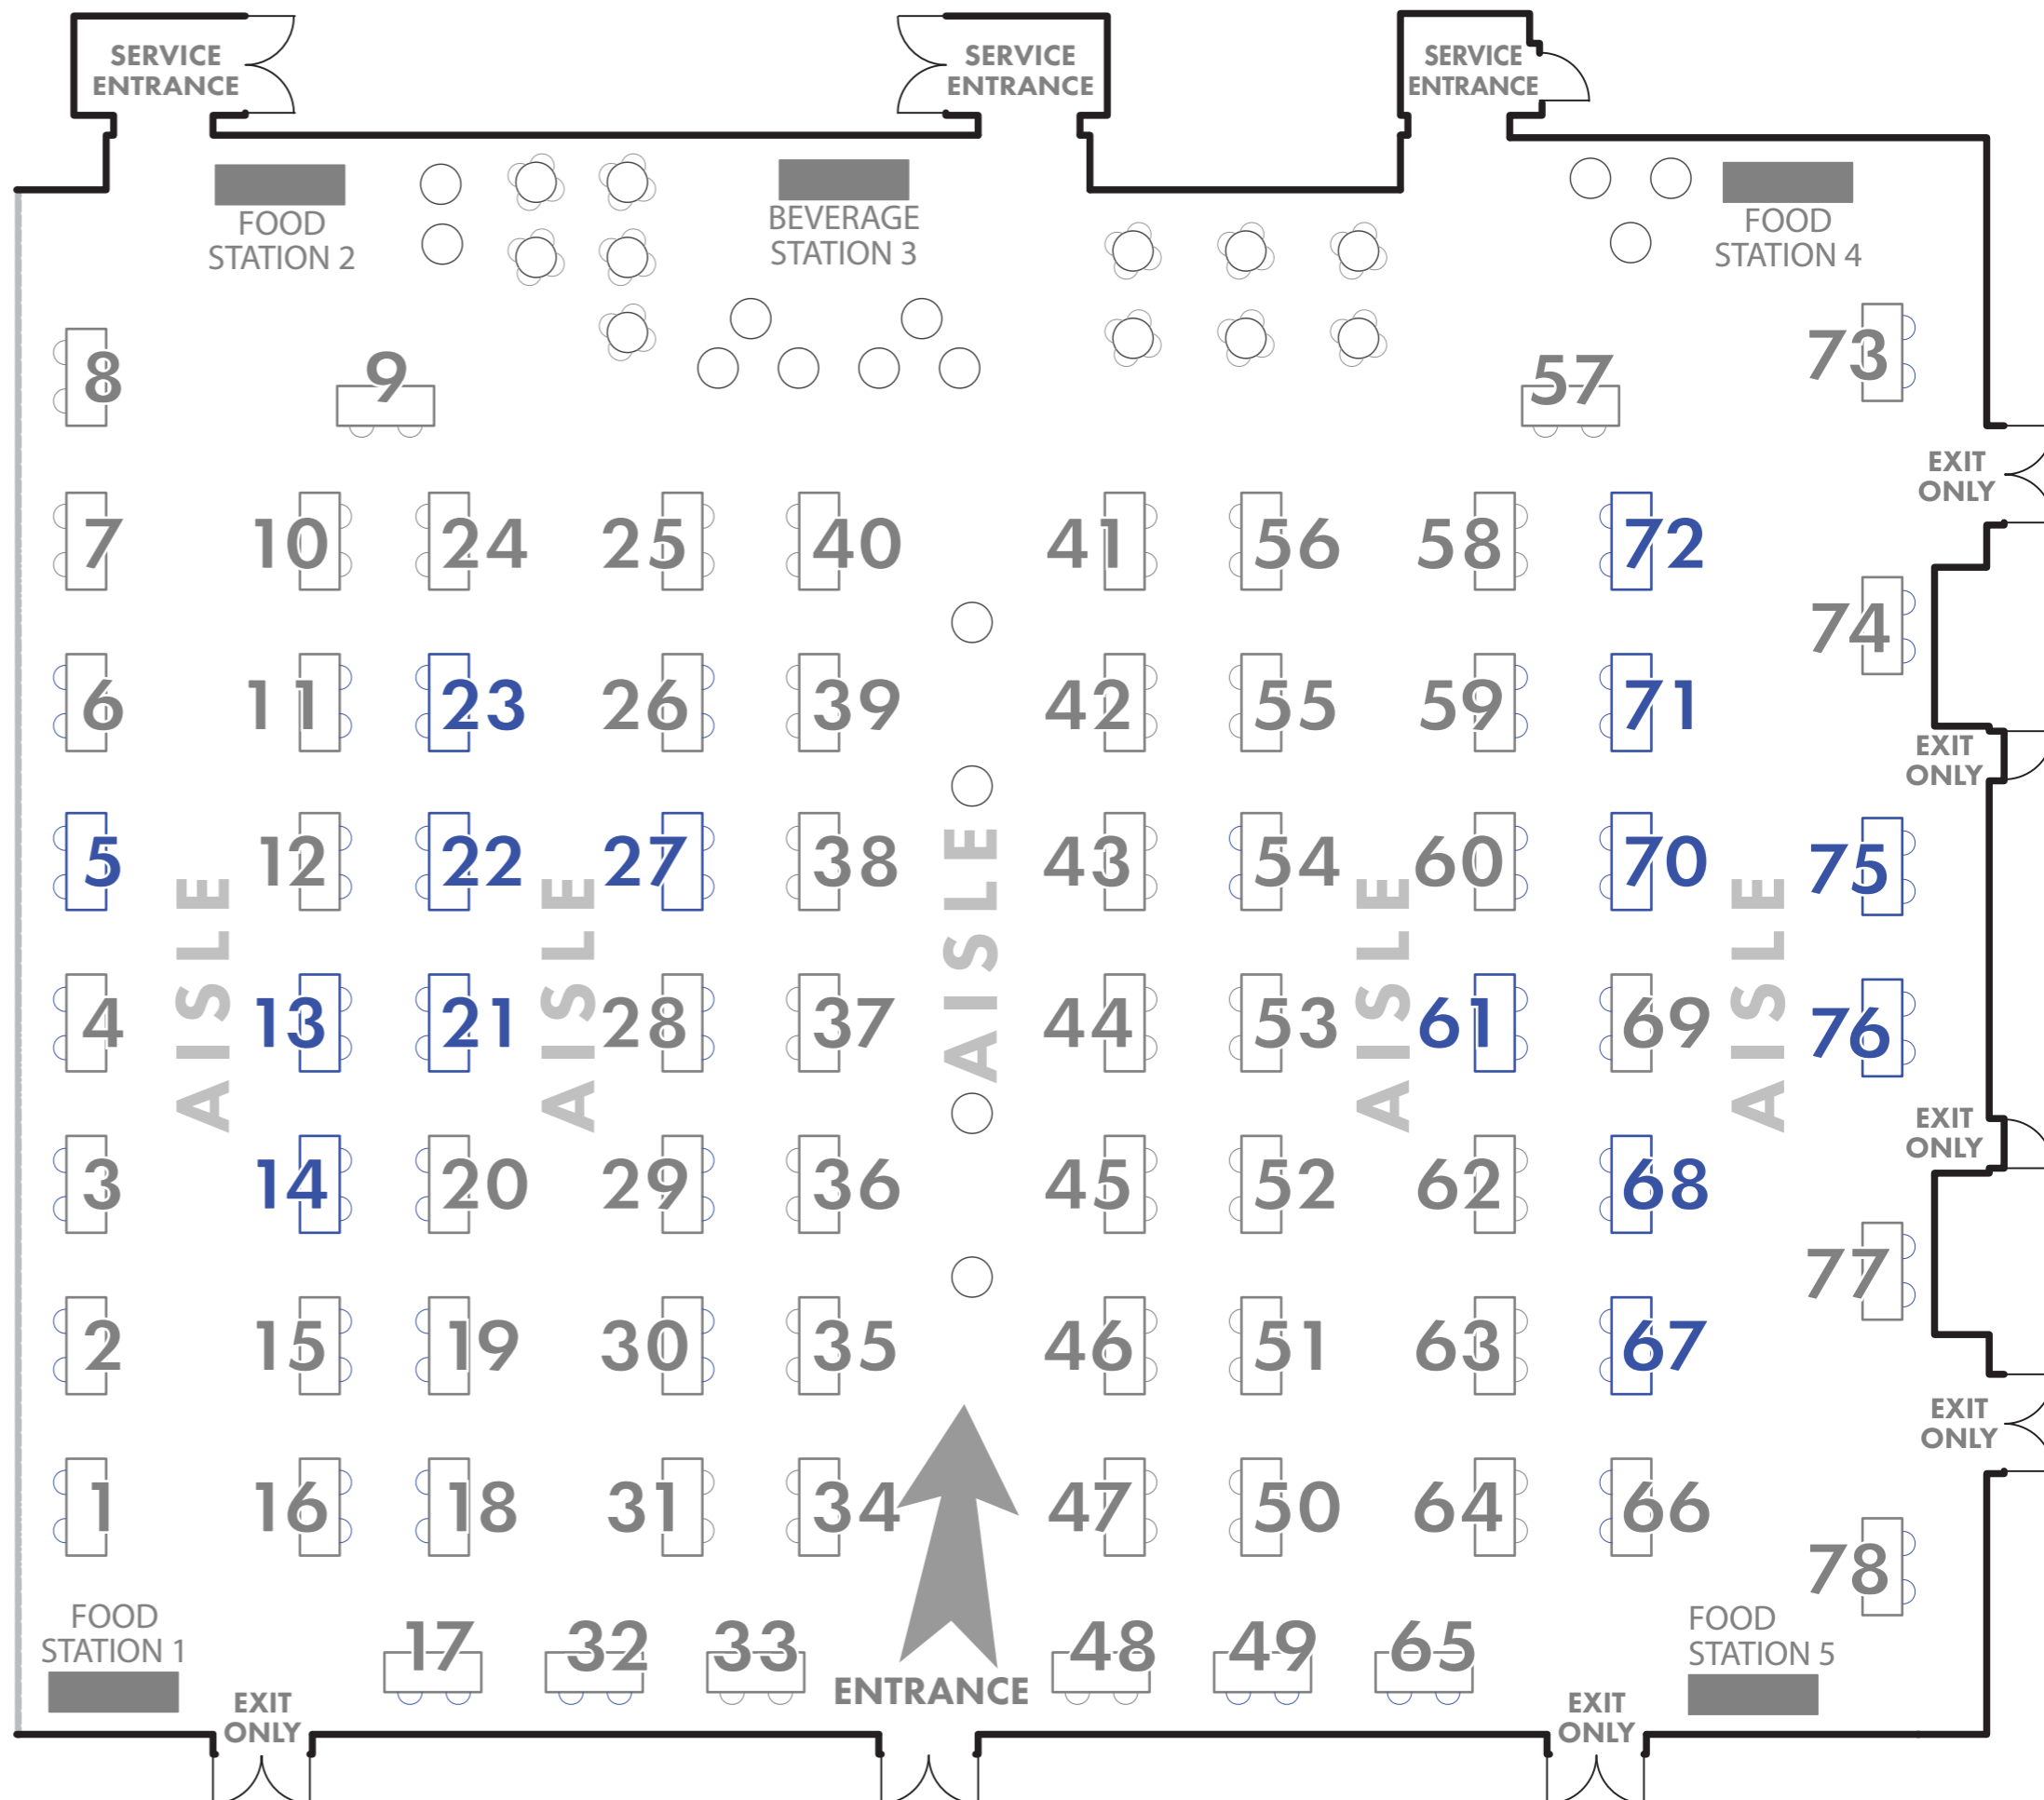 SERVICE
ENTRANCE
SERVICE
ENTRANCE
SERVICE
ENTRANCE
FOOD
STATION 2
BEVERAGE
STATION 3
FOOD
STATION 4
8
9
57
73
EXIT
ONLY
7
10
24
25
40
41
56
58
72
74
6
11
23
26
39
42
55
59
71
EXIT
ONLY
5
12
22
27
38
43
54
60
70
75
AISLE
AISLE
AISLE
AISLE
AISLE
4
13
21
28
37
44
53
61
69
76
EXIT
ONLY
3
14
20
29
36
45
52
62
68
77
2
15
19
30
35
46
51
63
67
EXIT
ONLY
1
16
18
31
34
47
50
64
66
78
FOOD
STATION 1
17
32
33
48
49
65
FOOD
STATION 5
ENTRANCE
EXIT
ONLY
EXIT
ONLY